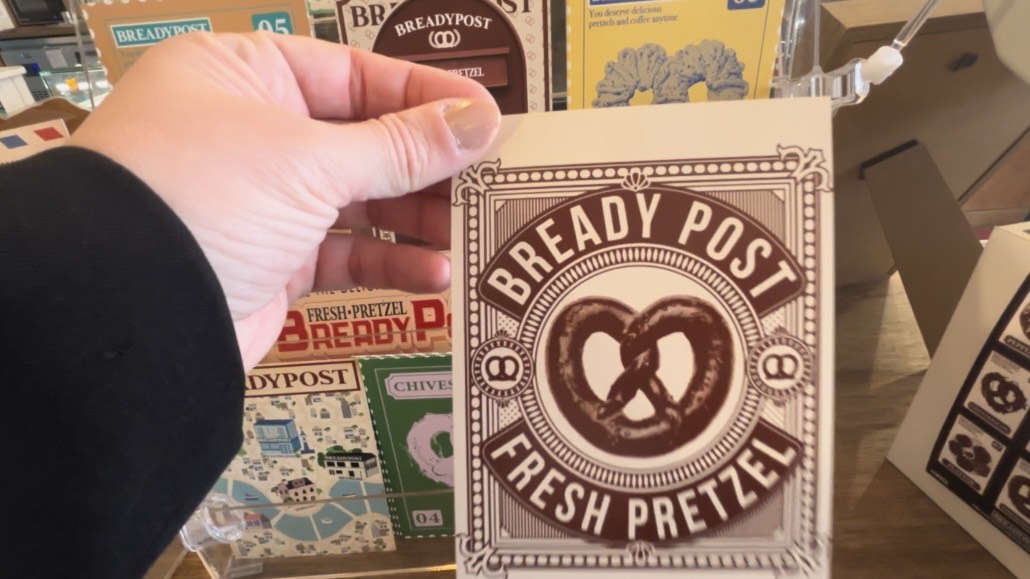 BREADYPOST
05
BREADYPOST
PRETZEL
You deserve delicious
pretzels and coffee anytime
BREADY POST
FRESH PRETZEL
FRESH•PRETZEL
BREADY
DYPOST
CHIVES
04